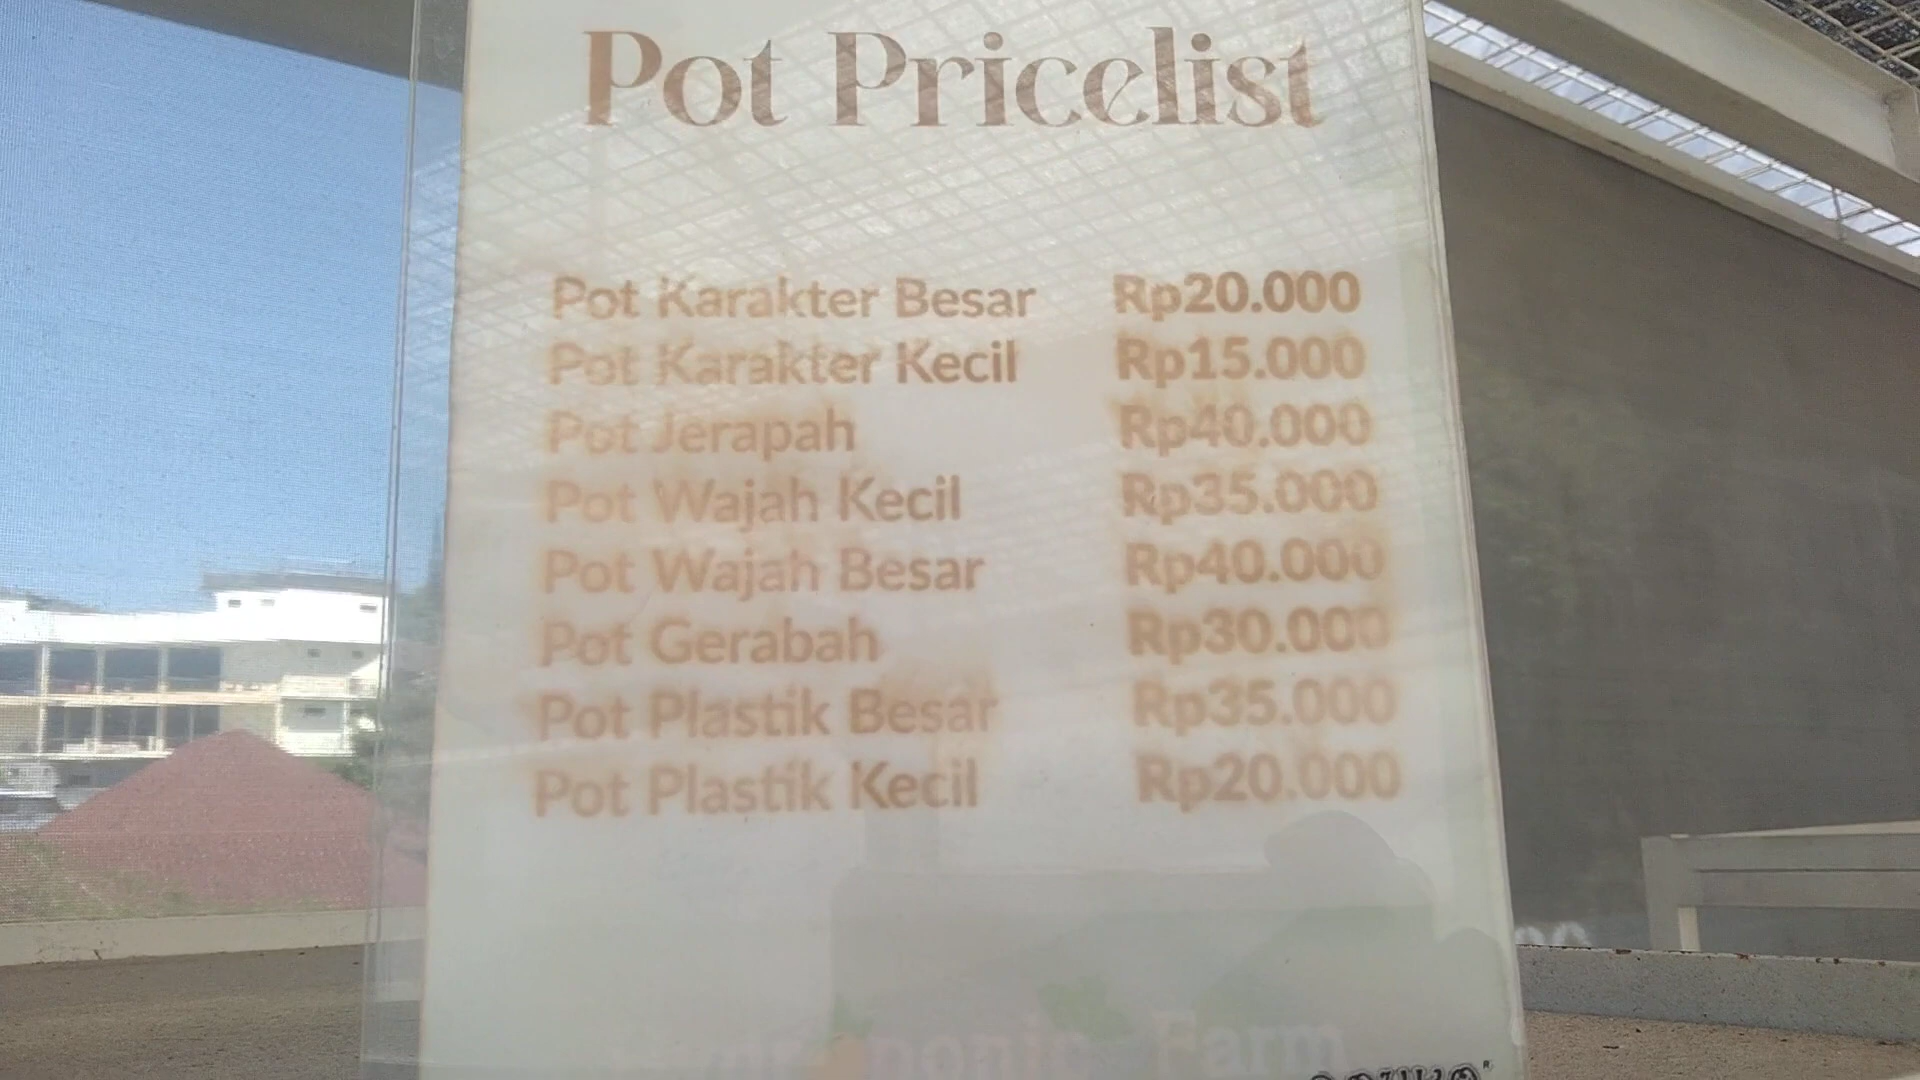 Pot Pricelist
Pot Karakter Besar Rp20.000
Pot Karakter Kecil Rp15.000
Pot Jerapah Rp40.000
Pot Wajah Kecil Rp35.000
Pot Wajah Besar Rp40.000
Pot Gerabah Rp30.000
Pot Plastik Besar Rp35.000
Pot Plastik Kecil Rp20.000
Farm